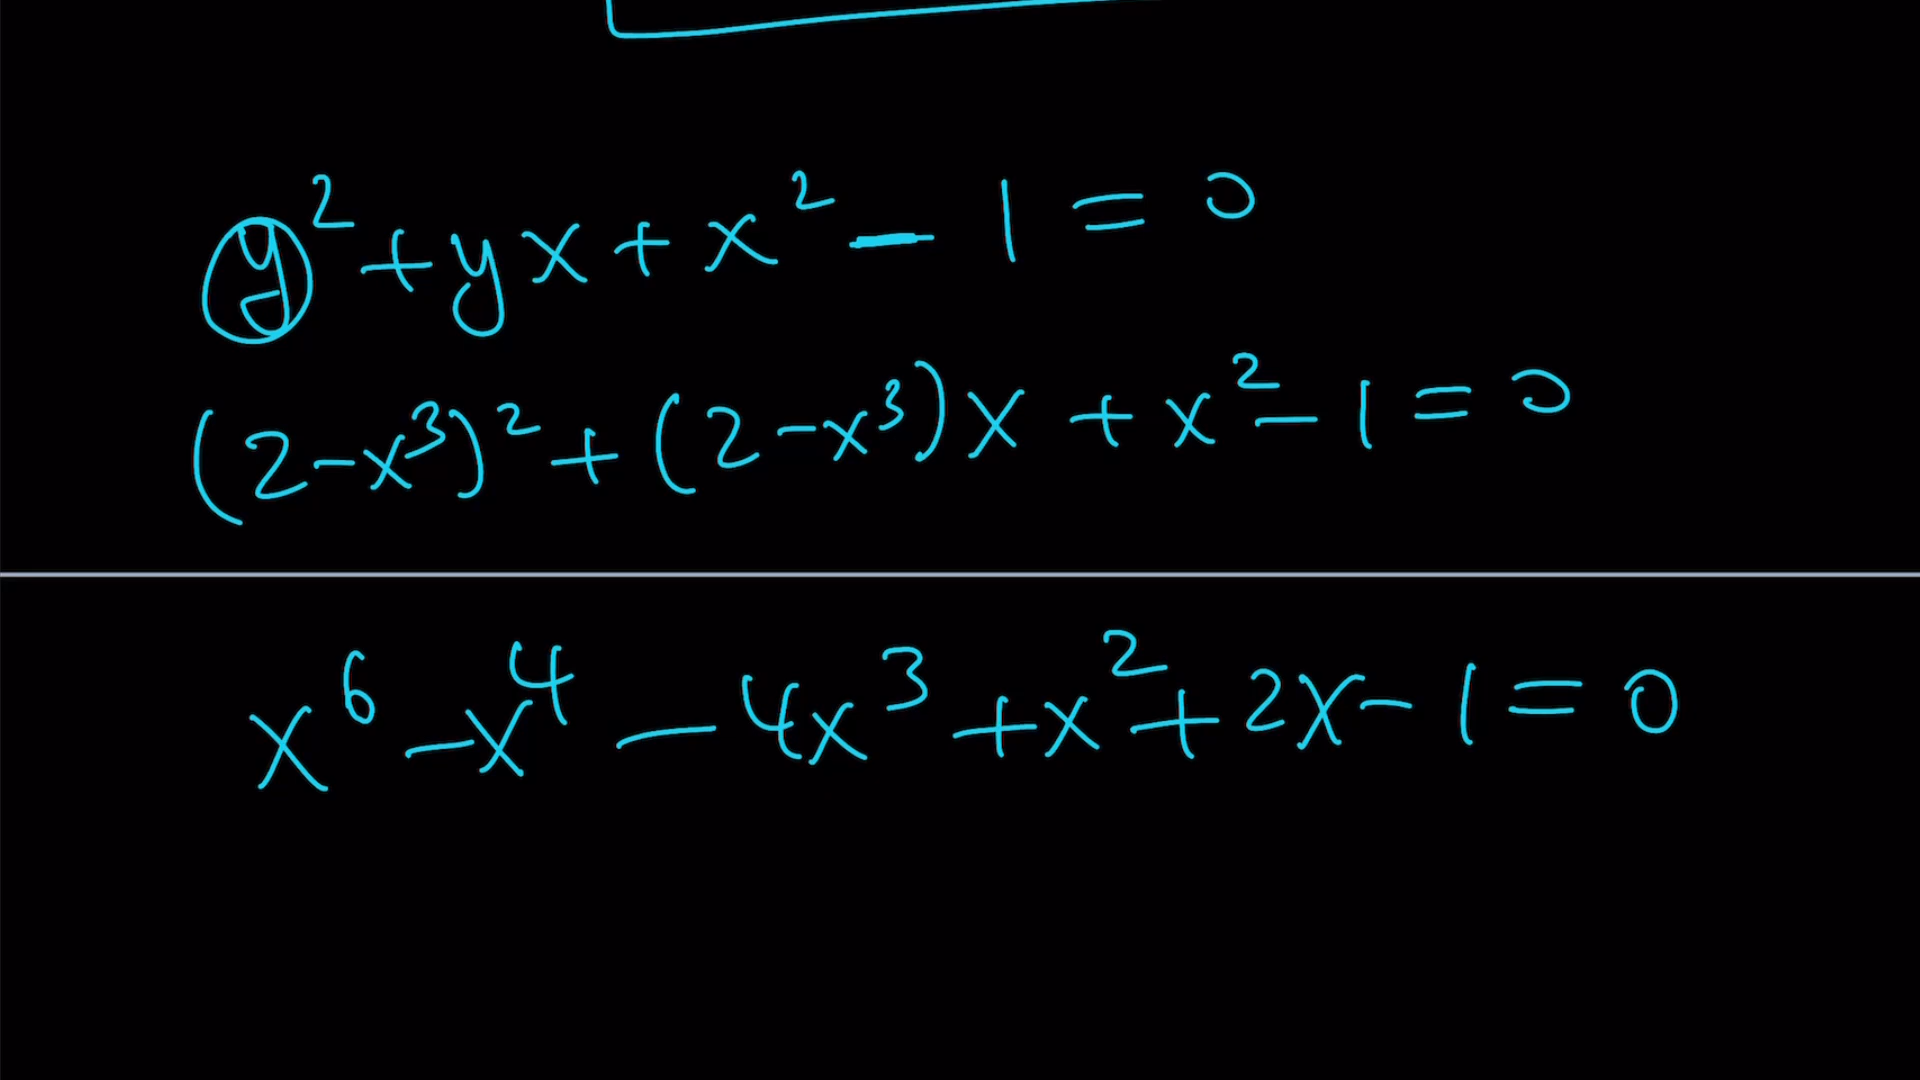 y² + yx + x² - 1 = 0
(2-x³)² + (2-x³)x + x² - 1 = 0
x⁶ - x⁴ - 4x³ + x² + 2x - 1 = 0